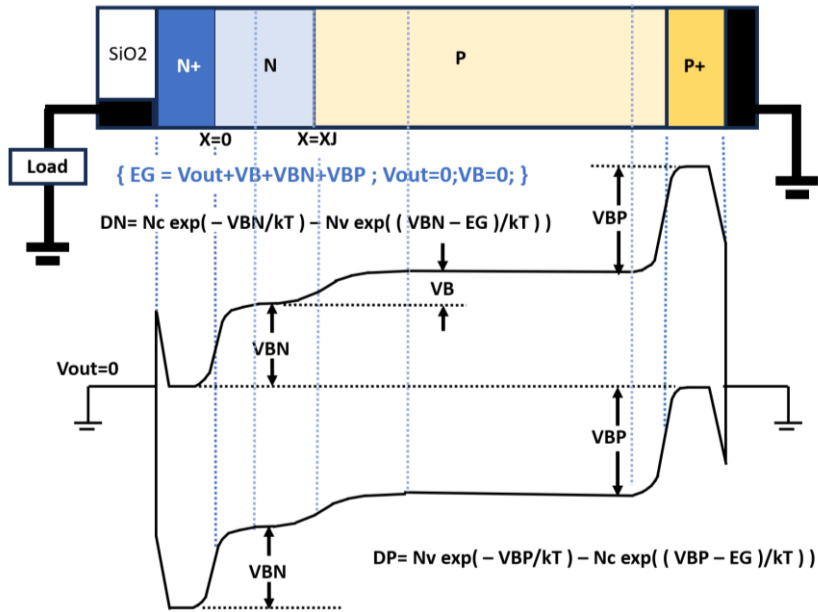 SiO2
N+
N
P
P+
X=0
X=XJ
Load
{ EG = Vout+VB+VBN+VBP ; Vout=0;VB=0; }
VBP
DN= Nc exp( – VBN/kT ) – Nv exp( ( VBN – EG )/kT ) )
VB
VBN
Vout=0
VBP
VBN
DP= Nv exp( – VBP/kT ) – Nc exp( ( VBP – EG )/kT ) )